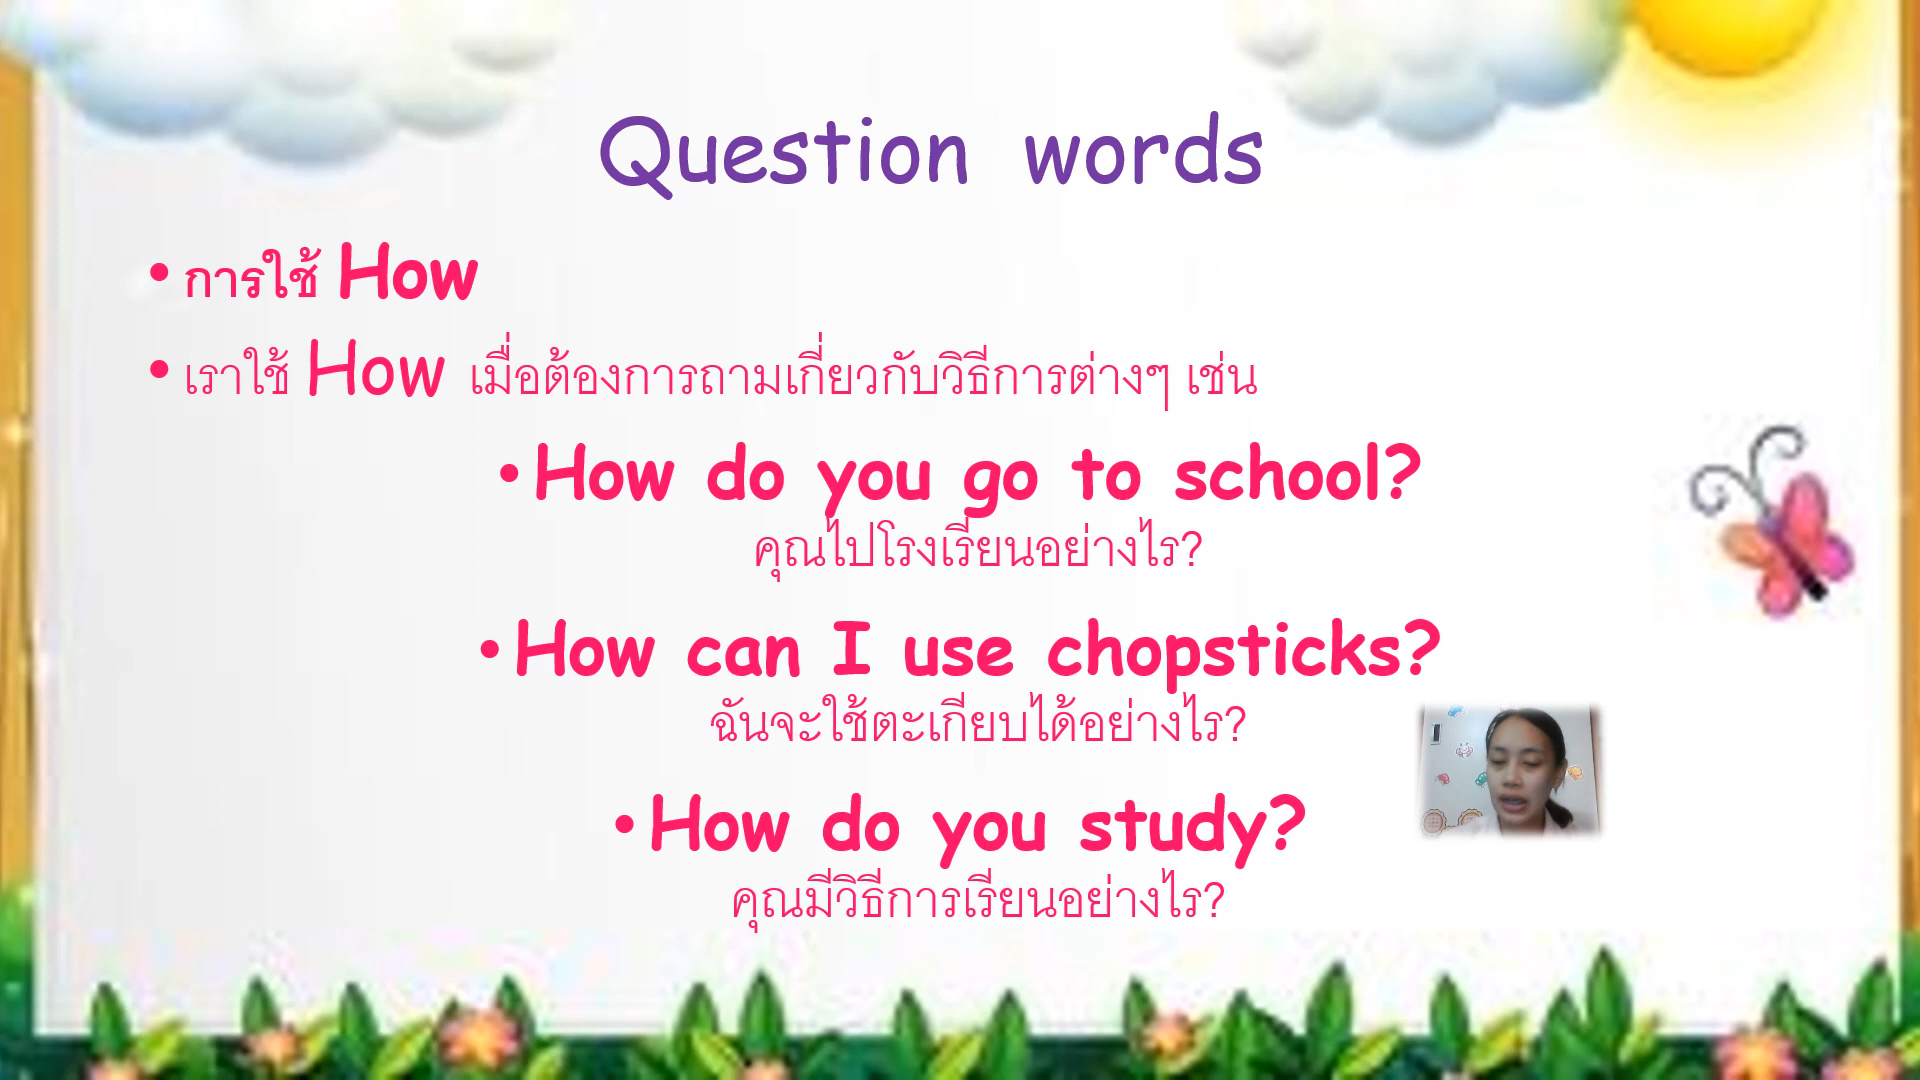 Question words
• การใช้ How
• เราใช้ How เมื่อต้องการถามเกี่ยวกับวิธีการต่างๆ เช่น
• How do you go to school?
คุณไปโรงเรียนอย่างไร?
• How can I use chopsticks?
ฉันจะใช้ตะเกียบได้อย่างไร?
• How do you study?
คุณมีวิธีการเรียนอย่างไร?